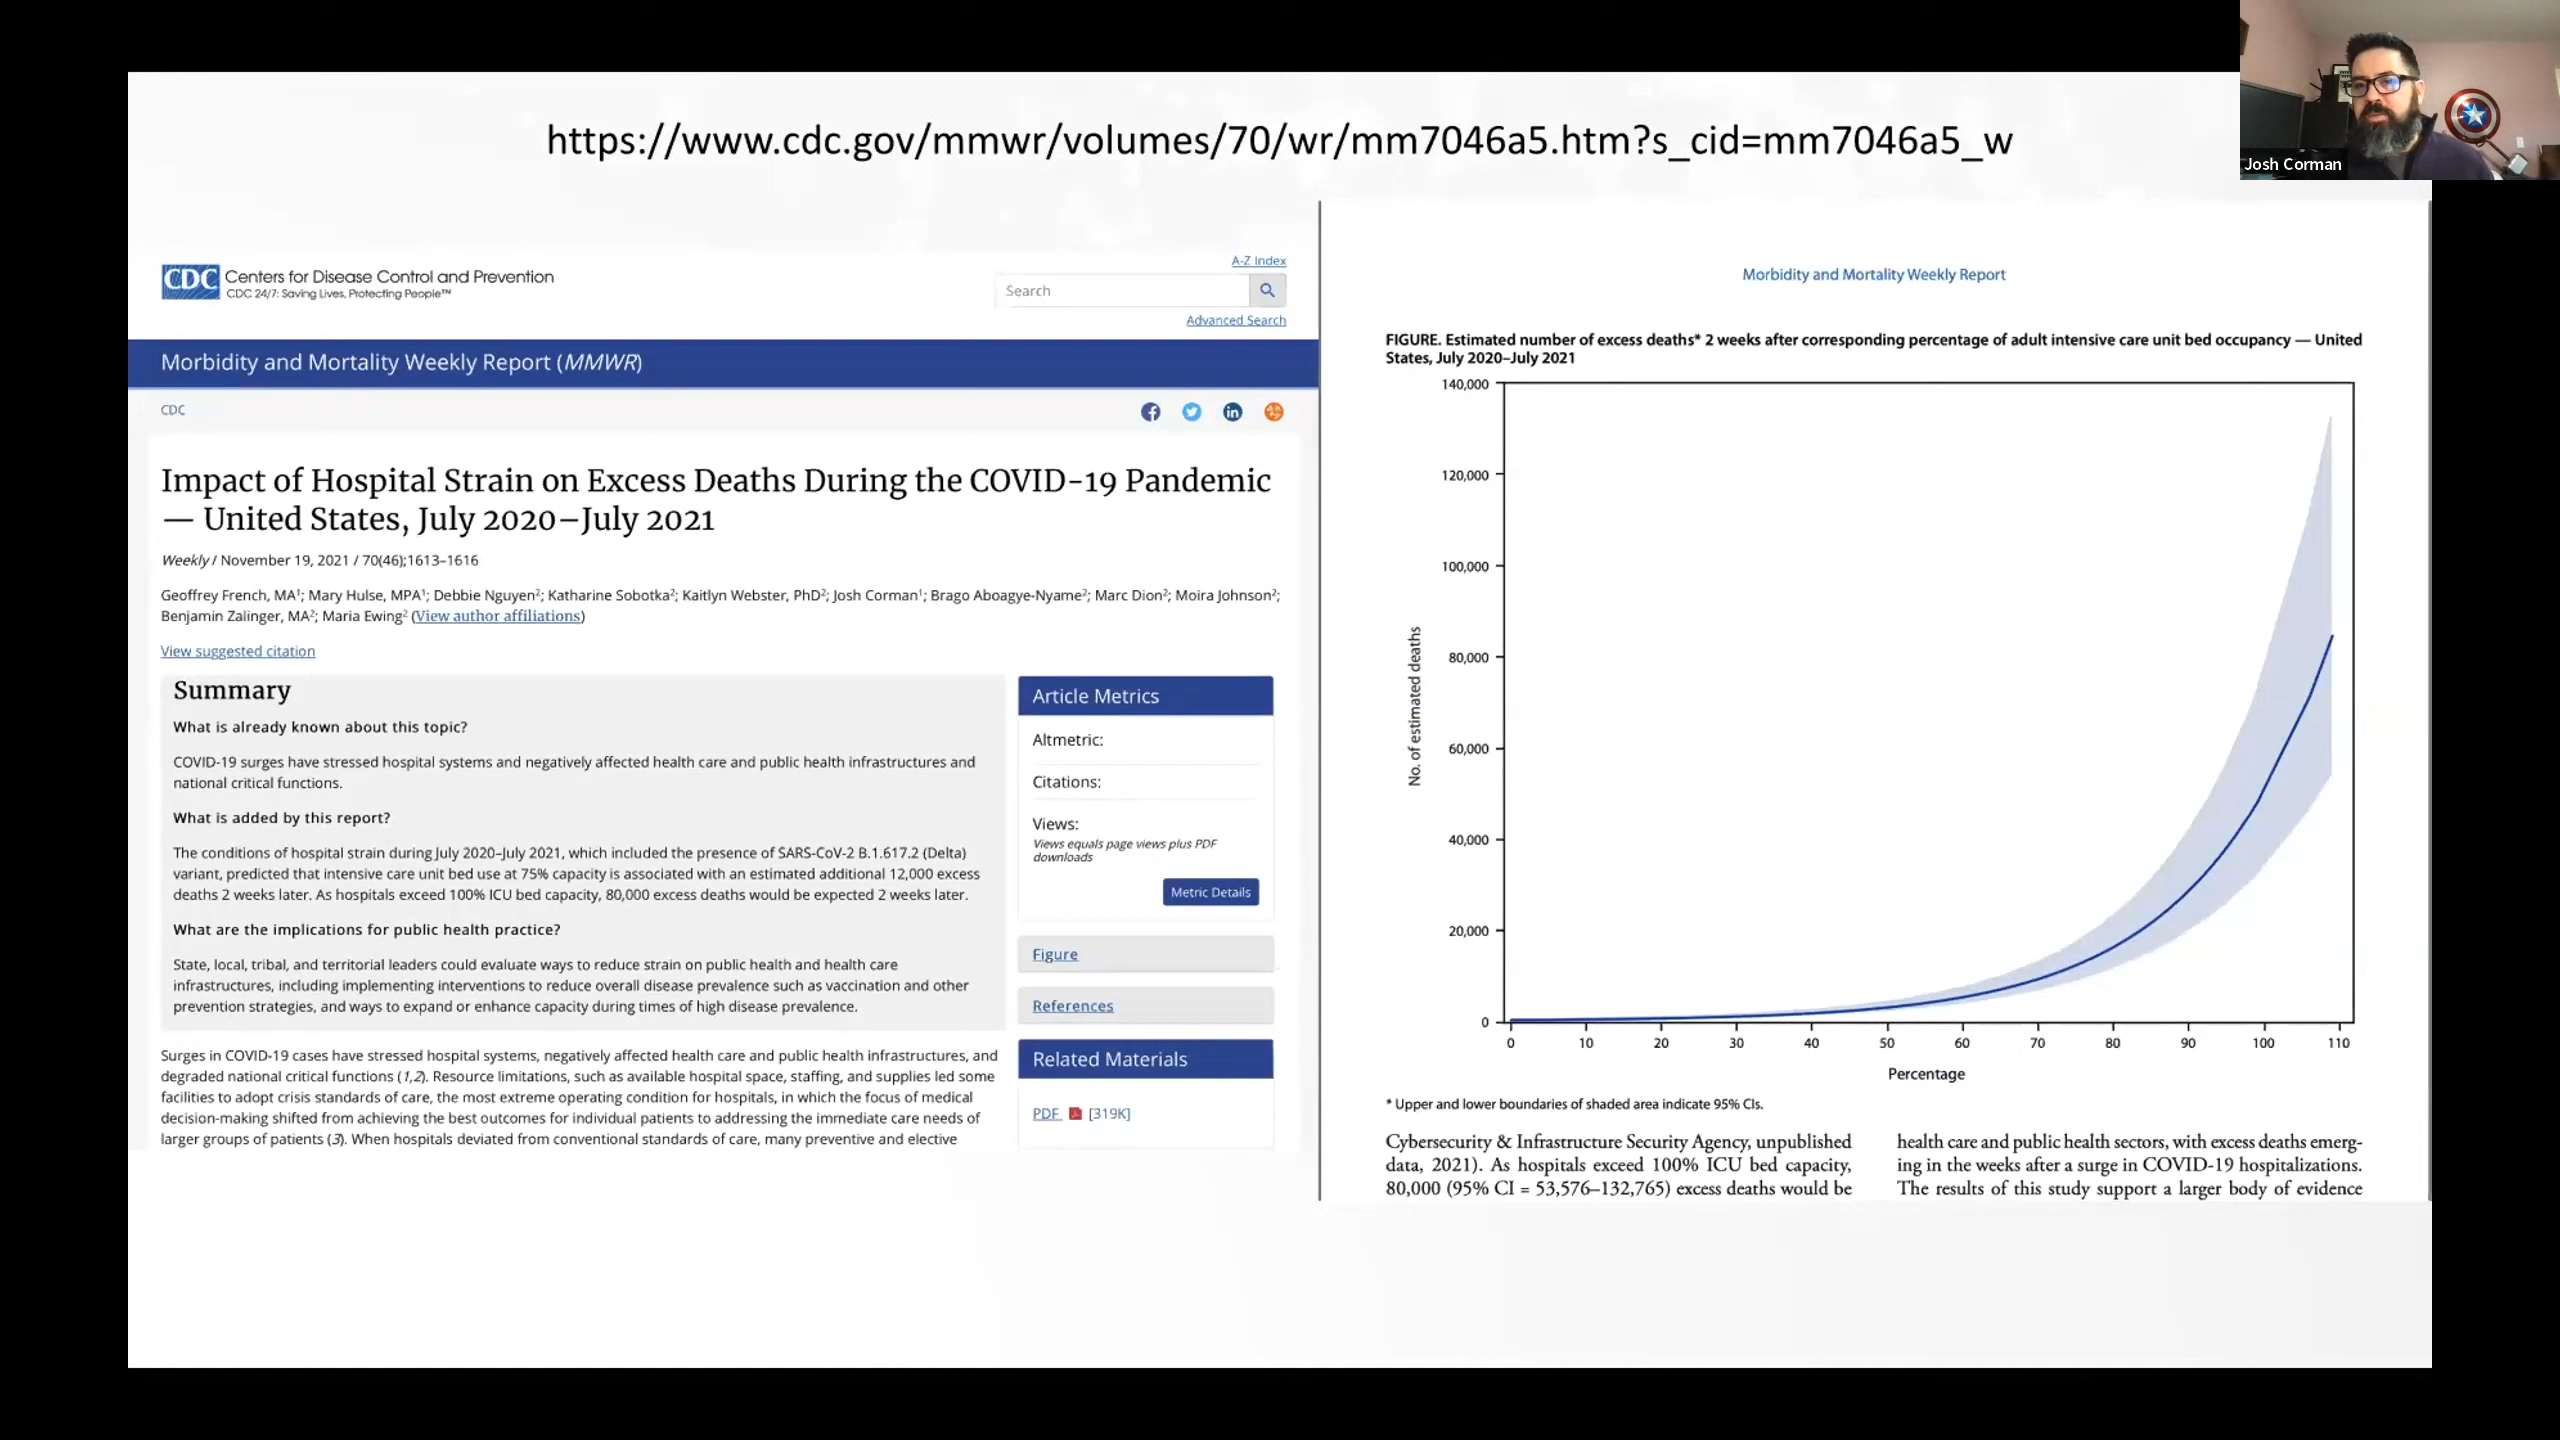 https://www.cdc.gov/mmwr/volumes/70/wr/mm7046a5.htm?s_cid=mm7046a5_w
Josh Corman
CDC Centers for Disease Control and Prevention
CDC 24/7: Saving Lives, Protecting People™
A-Z Index
Search
Advanced Search
Morbidity and Mortality Weekly Report (MMWR)
CDC
Impact of Hospital Strain on Excess Deaths During the COVID-19 Pandemic
— United States, July 2020–July 2021
Weekly / November 19, 2021 / 70(46);1613–1616
Geoffrey French, MA1; Mary Hulse, MPA1; Debbie Nguyen2; Katharine Sobotka2; Kaitlyn Webster, PhD2; Josh Corman1; Brago Aboagye-Nyame2; Marc Dion2; Moira Johnson2;
Benjamin Zalinger, MA2; Maria Ewing2 (View author affiliations)
View suggested citation
Summary
What is already known about this topic?
COVID-19 surges have stressed hospital systems and negatively affected health care and public health infrastructures and
national critical functions.
What is added by this report?
The conditions of hospital strain during July 2020–July 2021, which included the presence of SARS-CoV-2 B.1.617.2 (Delta)
variant, predicted that intensive care unit bed use at 75% capacity is associated with an estimated additional 12,000 excess
deaths 2 weeks later. As hospitals exceed 100% ICU bed capacity, 80,000 excess deaths would be expected 2 weeks later.
What are the implications for public health practice?
State, local, tribal, and territorial leaders could evaluate ways to reduce strain on public health and health care
infrastructures, including implementing interventions to reduce overall disease prevalence such as vaccination and other
prevention strategies, and ways to expand or enhance capacity during times of high disease prevalence.
Surges in COVID-19 cases have stressed hospital systems, negatively affected health care and public health infrastructures, and
degraded national critical functions (1,2). Resource limitations, such as available hospital space, staffing, and supplies led some
facilities to adopt crisis standards of care, the most extreme operating condition for hospitals, in which the focus of medical
decision-making shifted from achieving the best outcomes for individual patients to addressing the immediate care needs of
larger groups of patients (3). When hospitals deviated from conventional standards of care, many preventive and elective
Article Metrics
Altmetric:
Citations:
Views:
Views equals page views plus PDF
downloads
Metric Details
Figure
References
Related Materials
PDF [319K]
Morbidity and Mortality Weekly Report
FIGURE. Estimated number of excess deaths* 2 weeks after corresponding percentage of adult intensive care unit bed occupancy — United
States, July 2020–July 2021
No. of estimated deaths
140,000
120,000
100,000
80,000
60,000
40,000
20,000
0
0 10 20 30 40 50 60 70 80 90 100 110
Percentage
* Upper and lower boundaries of shaded area indicate 95% CIs.
Cybersecurity & Infrastructure Security Agency, unpublished
data, 2021). As hospitals exceed 100% ICU bed capacity,
80,000 (95% CI = 53,576–132,765) excess deaths would be
health care and public health sectors, with excess deaths emerg-
ing in the weeks after a surge in COVID-19 hospitalizations.
The results of this study support a larger body of evidence